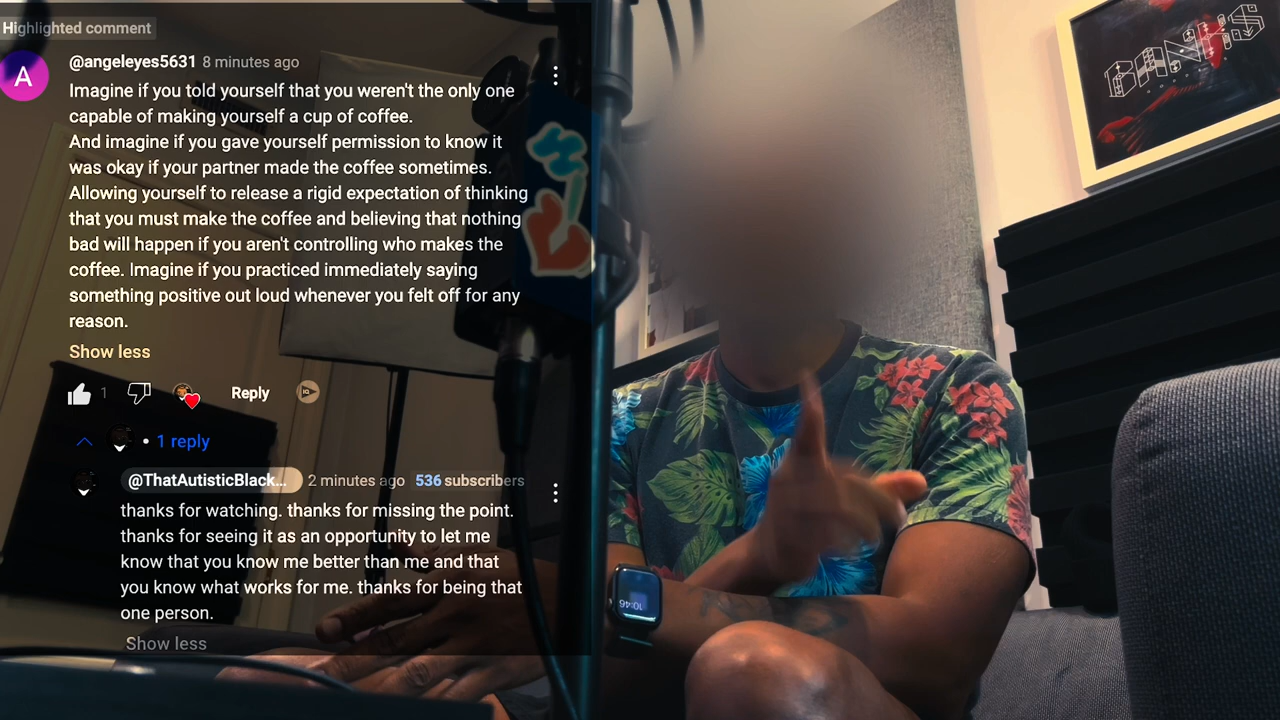 Highlighted comment
A
@angeleyes5631 8 minutes ago
Imagine if you told yourself that you weren't the only one
capable of making yourself a cup of coffee.
And imagine if you gave yourself permission to know it
was okay if your partner made the coffee sometimes.
Allowing yourself to release a rigid expectation of thinking
that you must make the coffee and believing that nothing
bad will happen if you aren't controlling who makes the
coffee. Imagine if you practiced immediately saying
something positive out loud whenever you felt off for any
reason.
Show less
1
Reply
• 1 reply
@ThatAutisticBlack... 2 minutes ago 536 subscribers
thanks for watching. thanks for missing the point.
thanks for seeing it as an opportunity to let me
know that you know me better than me and that
you know what works for me. thanks for being that
one person.
Show less
BANKS
10:46